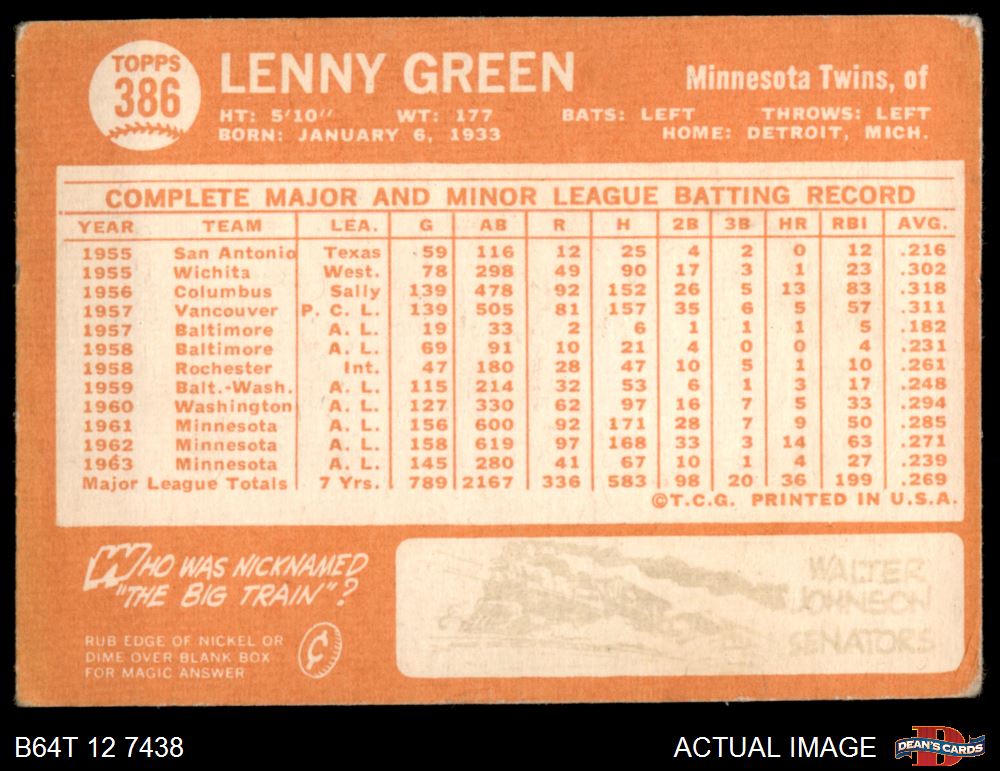 TOPPS
386
LENNY GREEN
Minnesota Twins, of
HT: 5'10" WT: 177 BATS: LEFT THROWS: LEFT
BORN: JANUARY 6, 1933 HOME: DETROIT, MICH.
COMPLETE MAJOR AND MINOR LEAGUE BATTING RECORD
YEAR TEAM LEA. G AB R H 2B 3B HR RBI AVG.
1955 San Antonio Texas 59 116 12 25 4 2 0 12 .216
1955 Wichita West. 78 298 49 90 17 3 1 23 .302
1956 Columbus Sally 139 478 92 152 26 5 13 83 .318
1957 Vancouver P. C. L. 139 505 81 157 35 6 5 57 .311
1957 Baltimore A. L. 19 33 2 6 1 1 1 5 .182
1958 Baltimore A. L. 69 91 10 21 4 0 0 4 .231
1958 Rochester Int. 47 180 28 47 10 5 1 10 .261
1959 Balt.-Wash. A. L. 115 214 32 53 6 1 3 17 .248
1960 Washington A. L. 127 330 62 97 16 7 5 33 .294
1961 Minnesota A. L. 156 600 92 171 28 7 9 50 .285
1962 Minnesota A. L. 158 619 97 168 33 3 14 63 .271
1963 Minnesota A. L. 145 280 41 67 10 1 4 27 .239
Major League Totals 7 Yrs. 789 2167 336 583 98 20 36 199 .269
©T.C.G. PRINTED IN U.S.A.
WHO WAS NICKNAMED
"THE BIG TRAIN"?
RUB EDGE OF NICKEL OR
DIME OVER BLANK BOX
FOR MAGIC ANSWER
¢
WALTER
JOHNSON
SENATORS
B64T 12 7438
ACTUAL IMAGE
DEAN'S CARDS